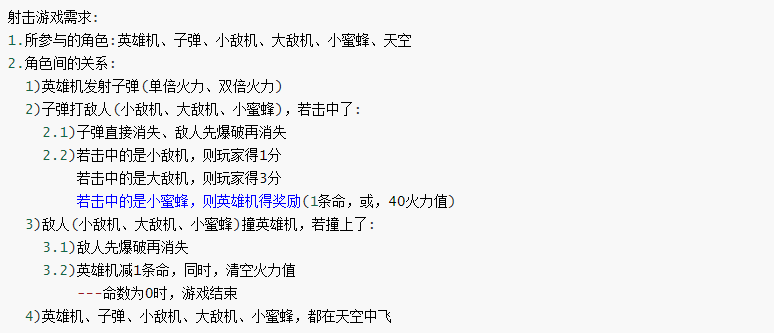 射击游戏需求:
1.所参与的角色:英雄机、子弹、小敌机、大敌机、小蜜蜂、天空
2.角色间的关系:
1)英雄机发射子弹(单倍火力、双倍火力)
2)子弹打敌人(小敌机、大敌机、小蜜蜂)，若击中了:
2.1)子弹直接消失、敌人先爆破再消失
2.2)若击中的是小敌机，则玩家得1分
若击中的是大敌机，则玩家得3分
若击中的是小蜜蜂，则英雄机得奖励(1条命，或，40火力值)
3)敌人(小敌机、大敌机、小蜜蜂)撞英雄机，若撞上了:
3.1)敌人先爆破再消失
3.2)英雄机减1条命，同时，清空火力值
---命数为0时，游戏结束
4)英雄机、子弹、小敌机、大敌机、小蜜蜂，都在天空中飞